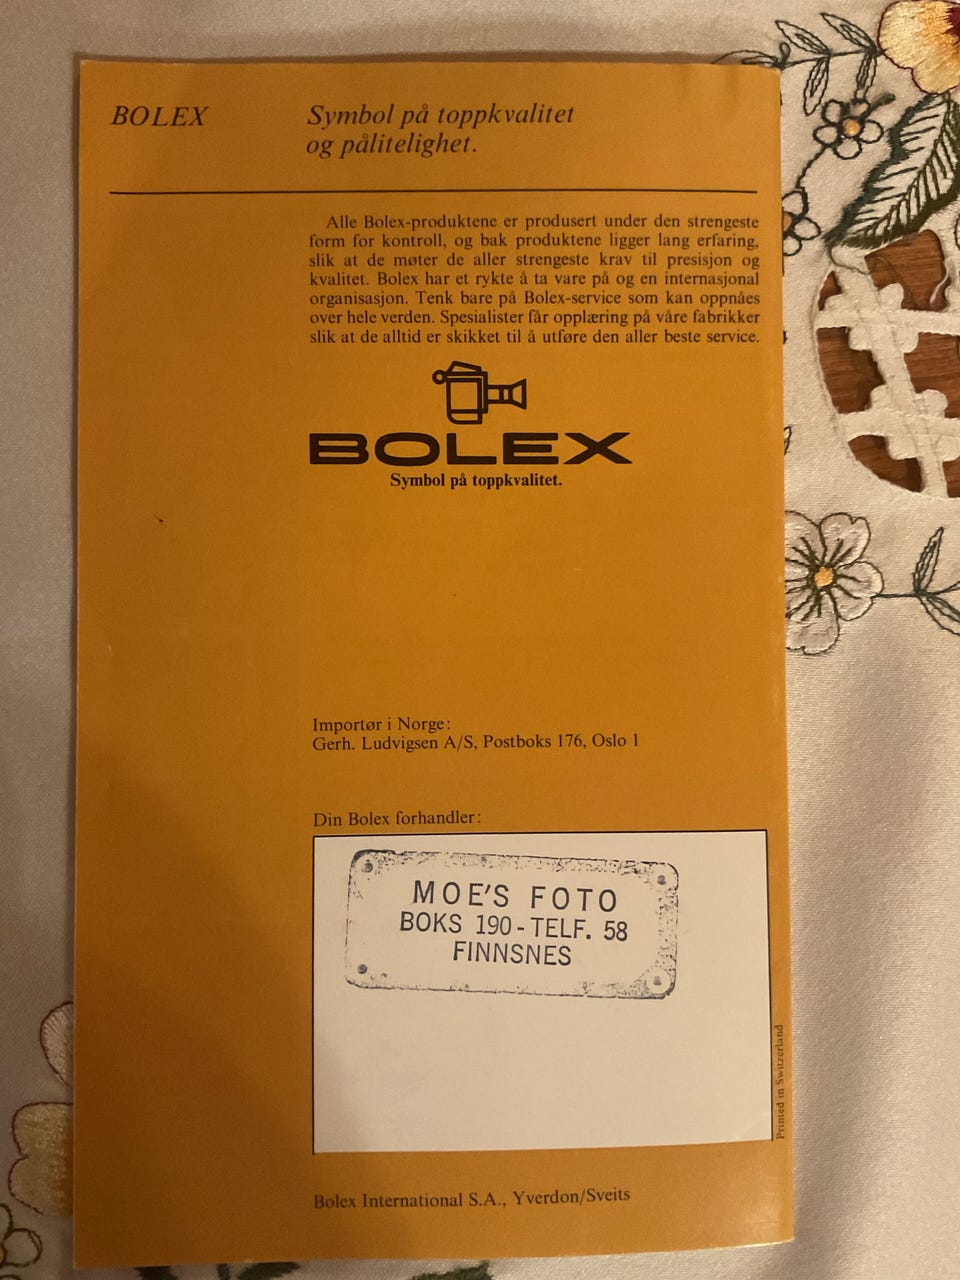 BOLEX
Symbol på toppkvalitet
og pålitelighet.
Alle Bolex-produktene er produsert under den strengeste
form for kontroll, og bak produktene ligger lang erfaring,
slik at de møter de aller strengeste krav til presisjon og
kvalitet. Bolex har et rykte å ta vare på og en internasjonal
organisasjon. Tenk bare på Bolex-service som kan oppnåes
over hele verden. Spesialister får opplæring på våre fabrikker
slik at de alltid er skikket til å utføre den aller beste service.
BOLEX
Symbol på toppkvalitet.
Importør i Norge:
Gerh. Ludvigsen A/S, Postboks 176, Oslo 1
Din Bolex forhandler:
MOE'S FOTO
BOKS 190 - TELF. 58
FINNSNES
Printed in Switzerland
Bolex International S.A., Yverdon/Sveits